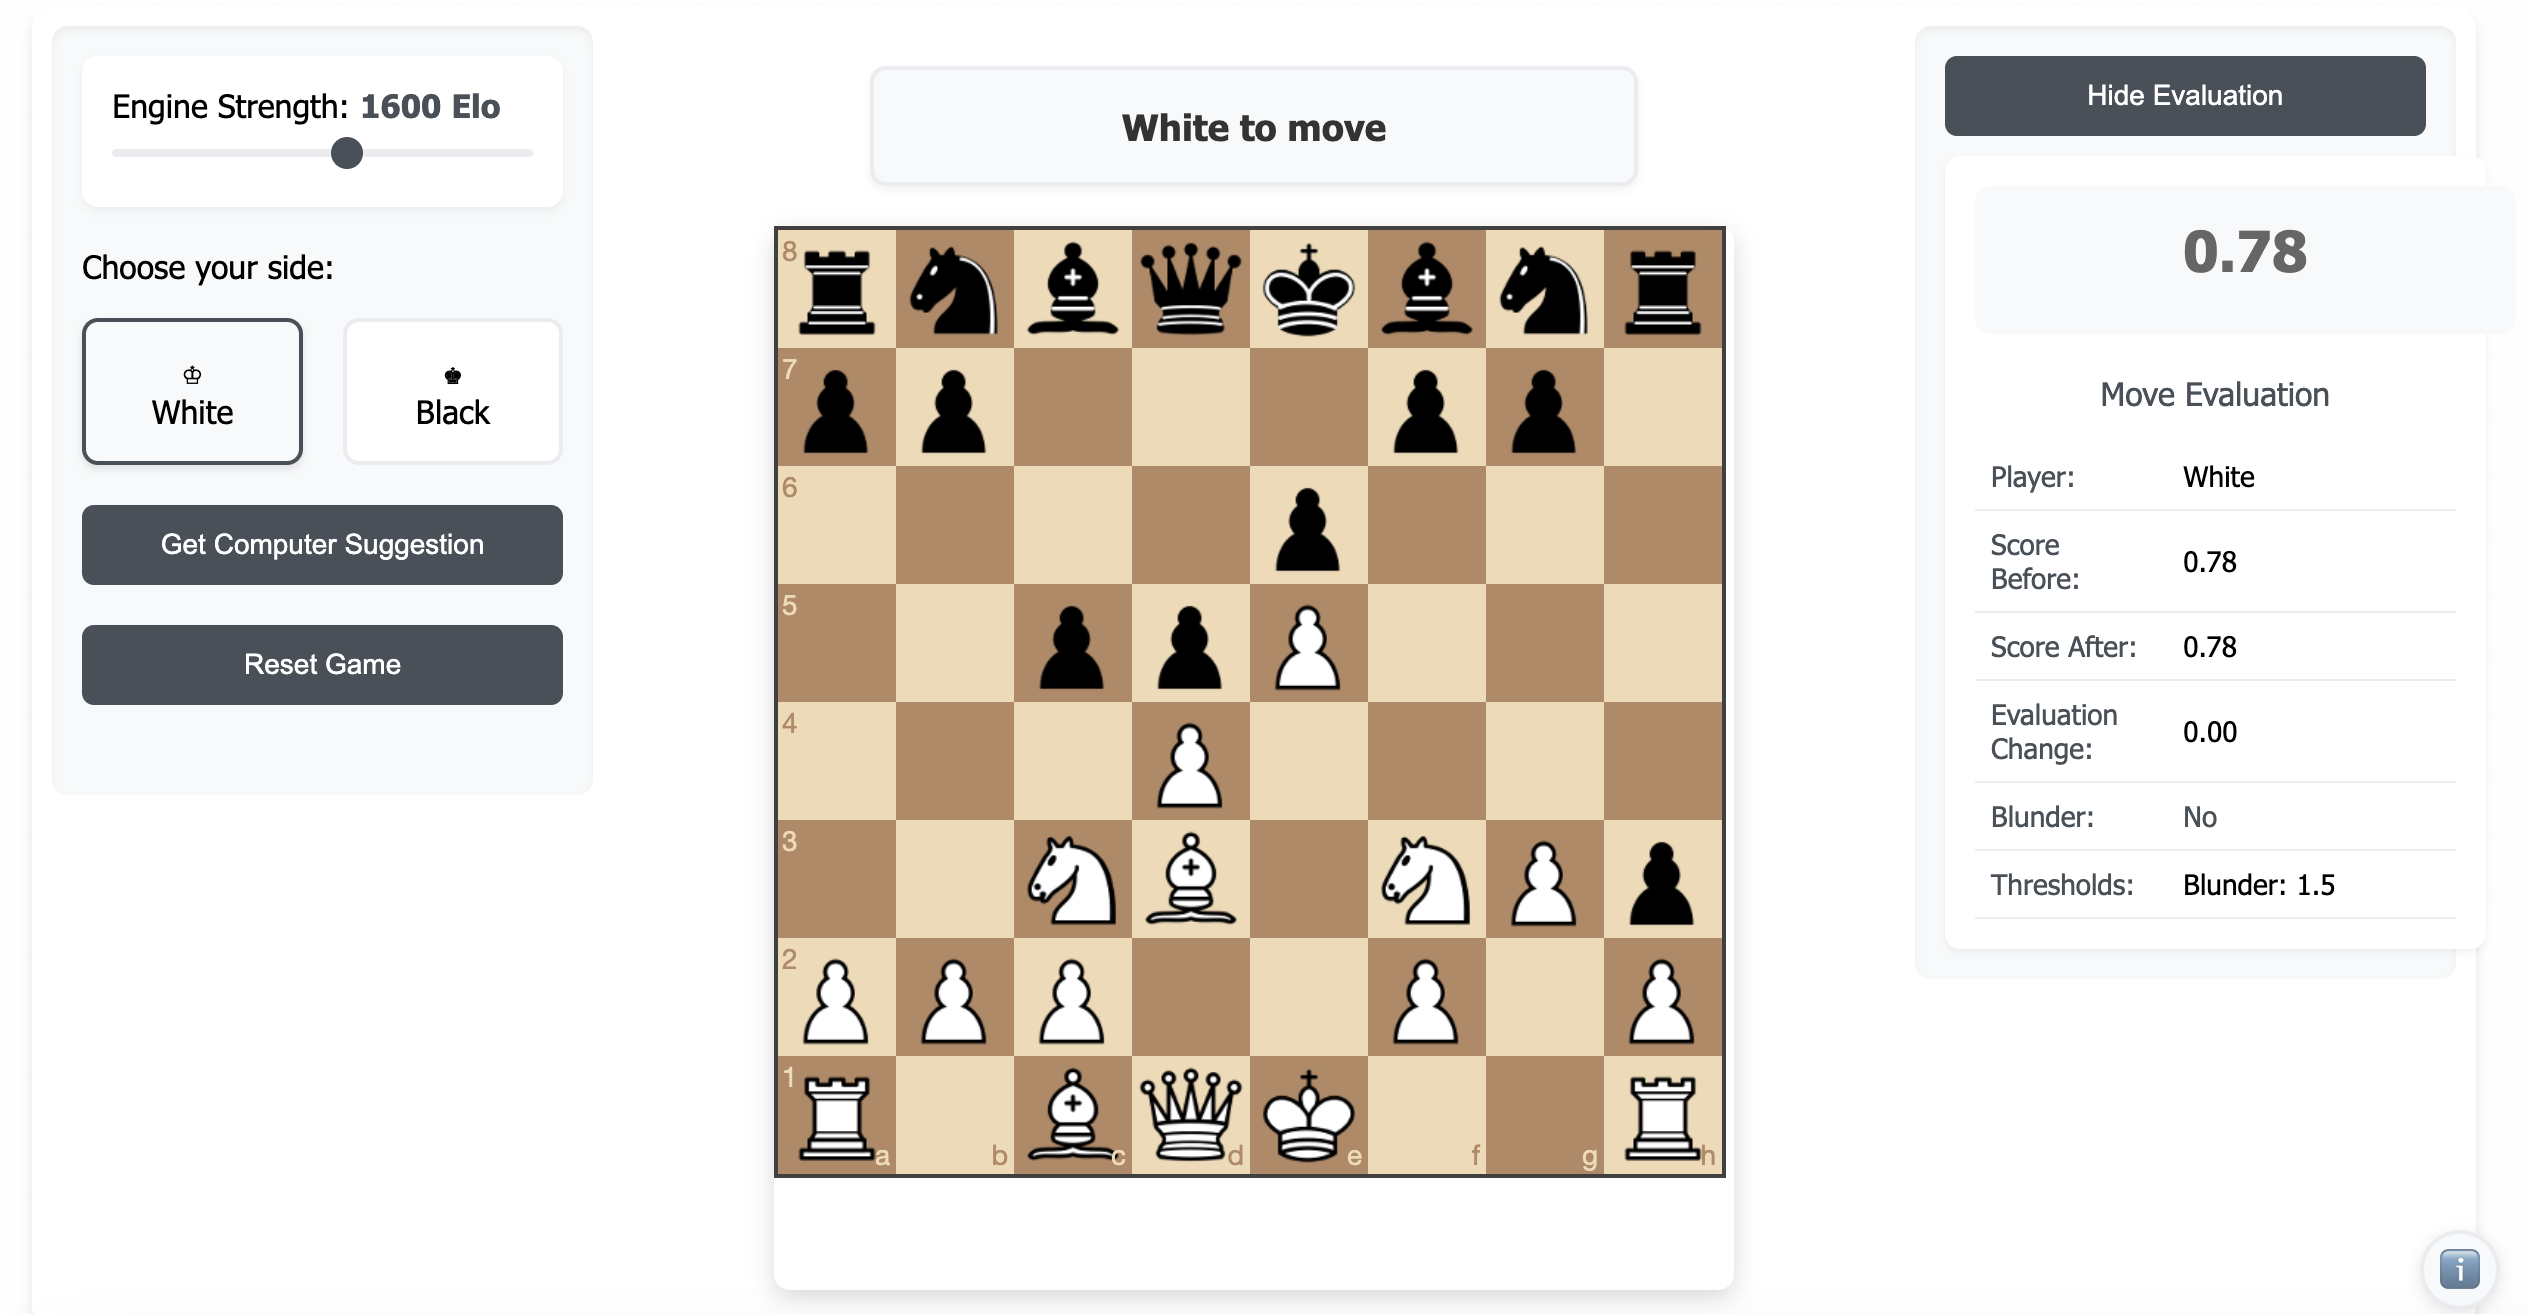 Engine Strength: 1600 Elo
Choose your side:
♔
White
♚
Black
Get Computer Suggestion
Reset Game
White to move
8
7
6
5
4
3
2
1
a b c d e f g h
Hide Evaluation
0.78
Move Evaluation
Player: White
Score
Before: 0.78
Score After: 0.78
Evaluation
Change: 0.00
Blunder: No
Thresholds: Blunder: 1.5
i